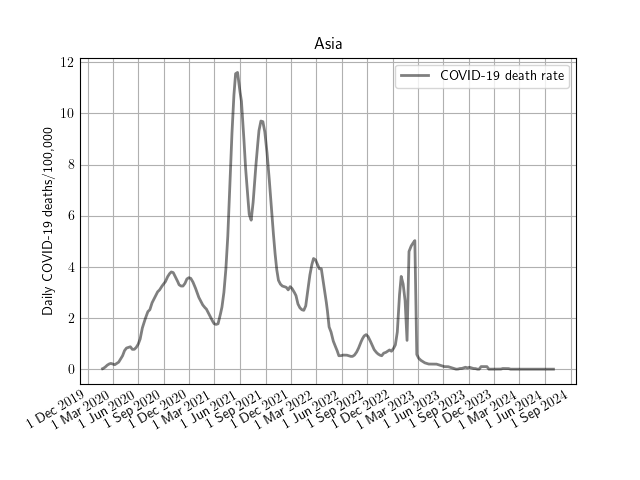 Asia
COVID-19 death rate
Daily COVID-19 deaths/100,000
12
10
8
6
4
2
0
1 Dec 2019
1 Mar 2020
1 Jun 2020
1 Sep 2020
1 Dec 2020
1 Mar 2021
1 Jun 2021
1 Sep 2021
1 Dec 2021
1 Mar 2022
1 Jun 2022
1 Sep 2022
1 Dec 2022
1 Mar 2023
1 Jun 2023
1 Sep 2023
1 Dec 2023
1 Mar 2024
1 Jun 2024
1 Sep 2024